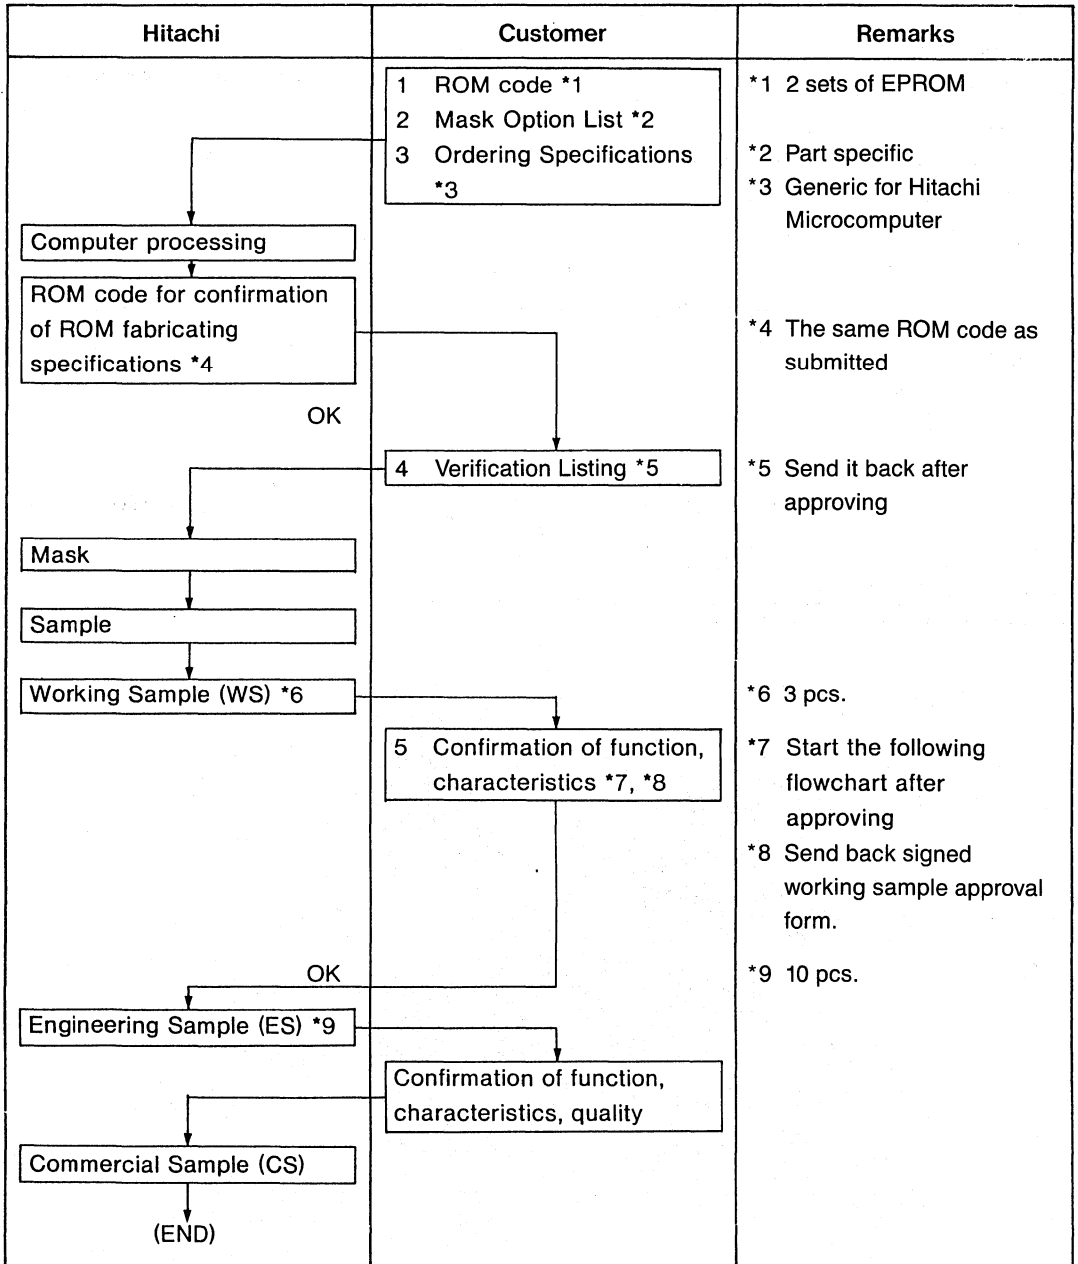 Hitachi
Customer
Remarks
1 ROM code *1
2 Mask Option List *2
3 Ordering Specifications
*3
*1 2 sets of EPROM
*2 Part specific
*3 Generic for Hitachi
Microcomputer
Computer processing
ROM code for confirmation
of ROM fabricating
specifications *4
*4 The same ROM code as
submitted
OK
4 Verification Listing *5
*5 Send it back after
approving
Mask
Sample
Working Sample (WS) *6
*6 3 pcs.
5 Confirmation of function,
characteristics *7, *8
*7 Start the following
flowchart after
approving
*8 Send back signed
working sample approval
form.
OK
*9 10 pcs.
Engineering Sample (ES) *9
Confirmation of function,
characteristics, quality
Commercial Sample (CS)
(END)